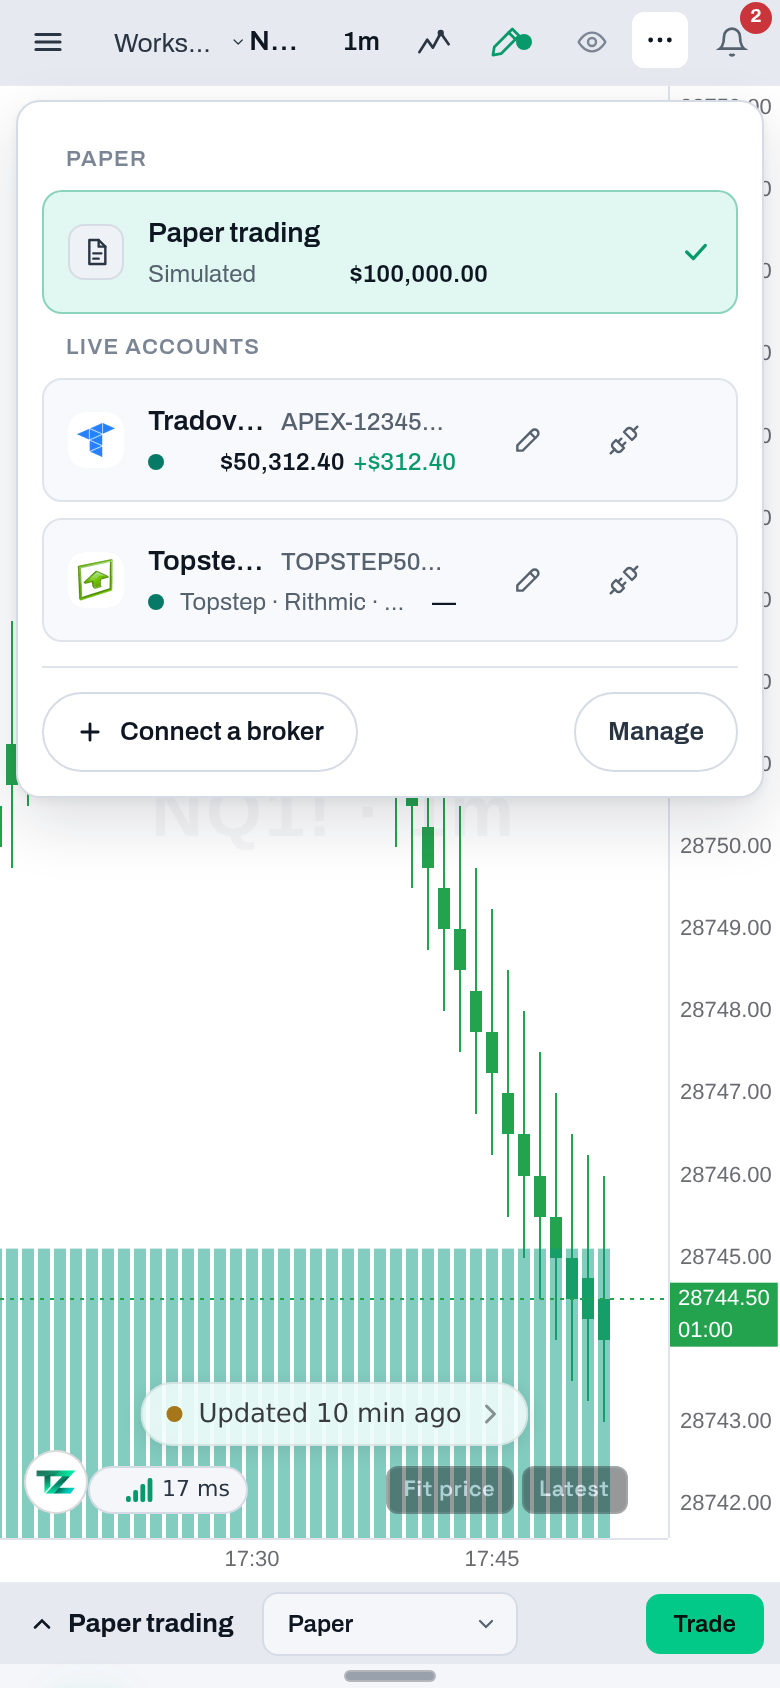 Works... N... 1m 2
PAPER
Paper trading
Simulated $100,000.00
LIVE ACCOUNTS
Tradov... APEX-12345...
$50,312.40 +$312.40
Topste... TOPSTEP50...
Topstep · Rithmic · ... —
Connect a broker Manage
NQ1! · 1m
28750.00
28749.00
28748.00
28747.00
28746.00
28745.00
28744.50
01:00
Updated 10 min ago
28743.00
TZ 17 ms Fit price Latest
28742.00
17:30 17:45
Paper trading Paper Trade